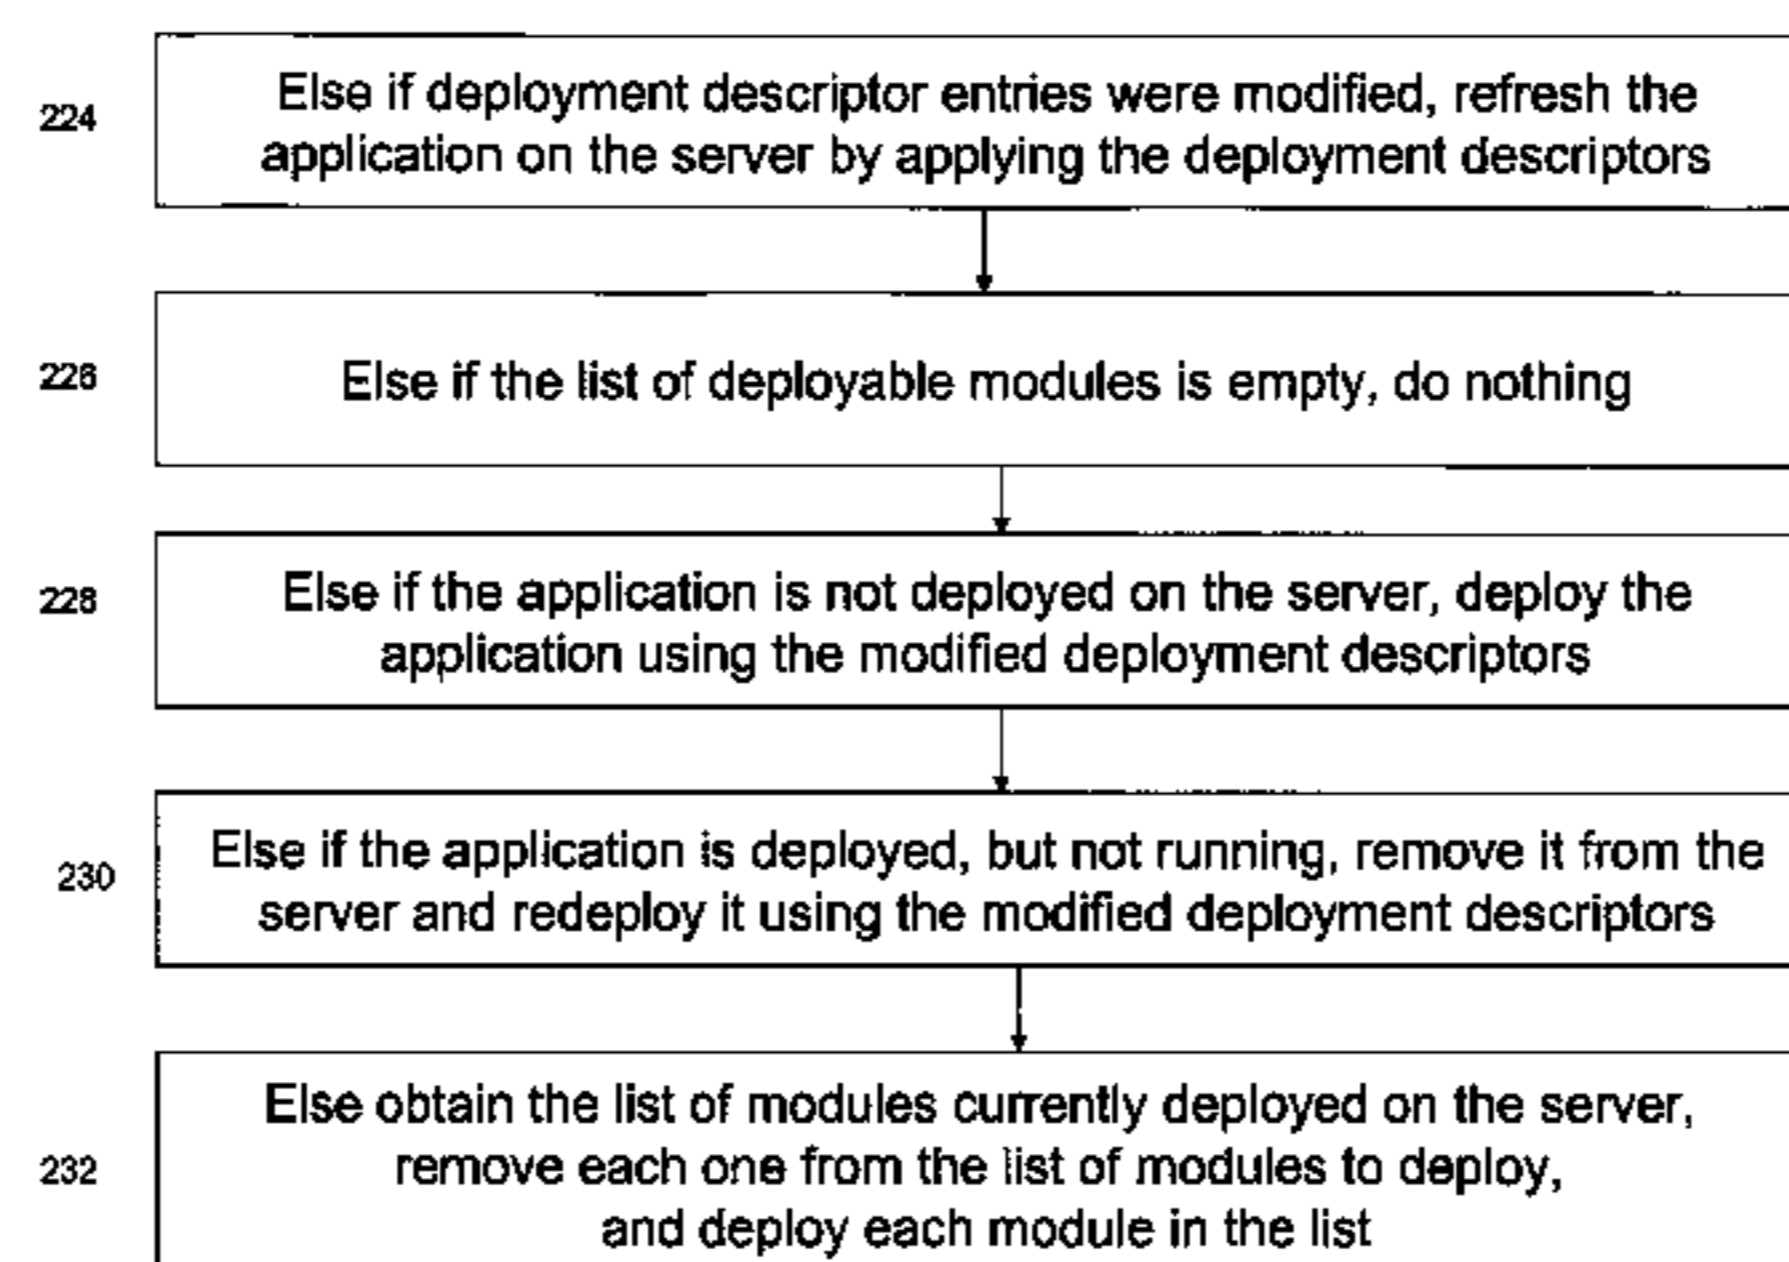 224
Else if deployment descriptor entries were modified, refresh the
application on the server by applying the deployment descriptors
226
Else if the list of deployable modules is empty, do nothing
228
Else if the application is not deployed on the server, deploy the
application using the modified deployment descriptors
230
Else if the application is deployed, but not running, remove it from the
server and redeploy it using the modified deployment descriptors
232
Else obtain the list of modules currently deployed on the server,
remove each one from the list of modules to deploy,
and deploy each module in the list